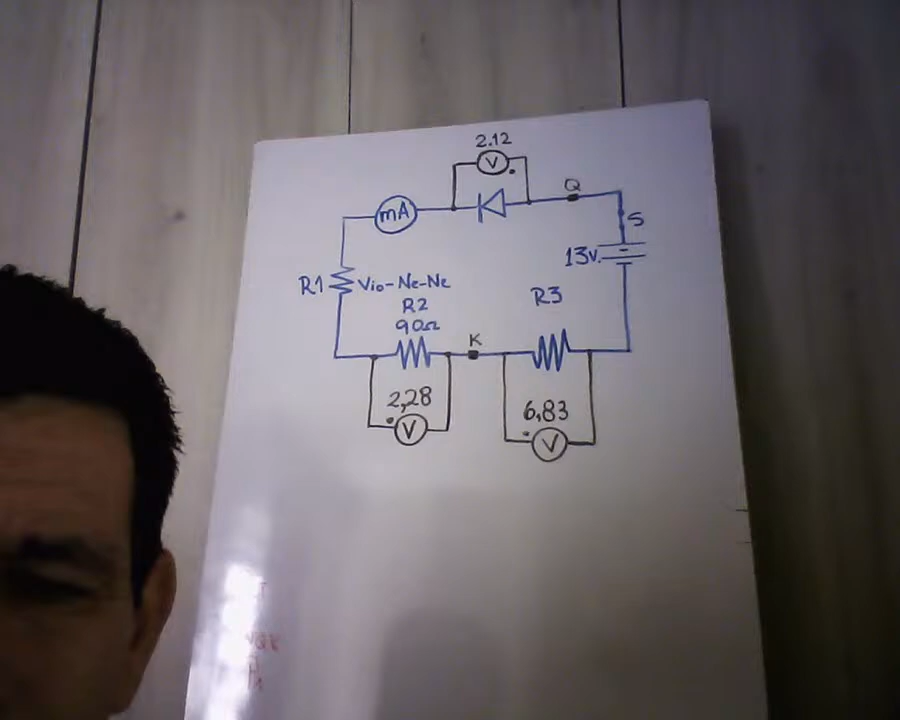 2.12
V
Q
mA
S
13v.
R1 Vio-Ne-Ne
R3
R2
90Ω
K
2,28
V
6,83
V